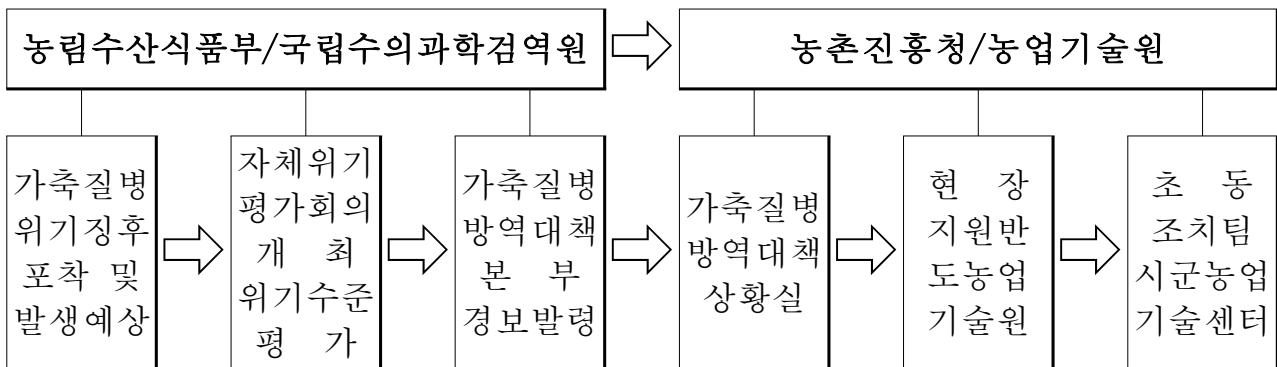 농림수산식품부/국립수의과학검역원
농촌진흥청/농업기술원
가축질병
위기징후
포착 및
발생예상
자체위기
평가회의
개 최
위기수준
평 가
가축질병
방역대책
본 부
경보발령
가축질병
방역대책
상황실
현 장
지원반
도농업
기술원
초 동
조치팀
시군농업
기술센터